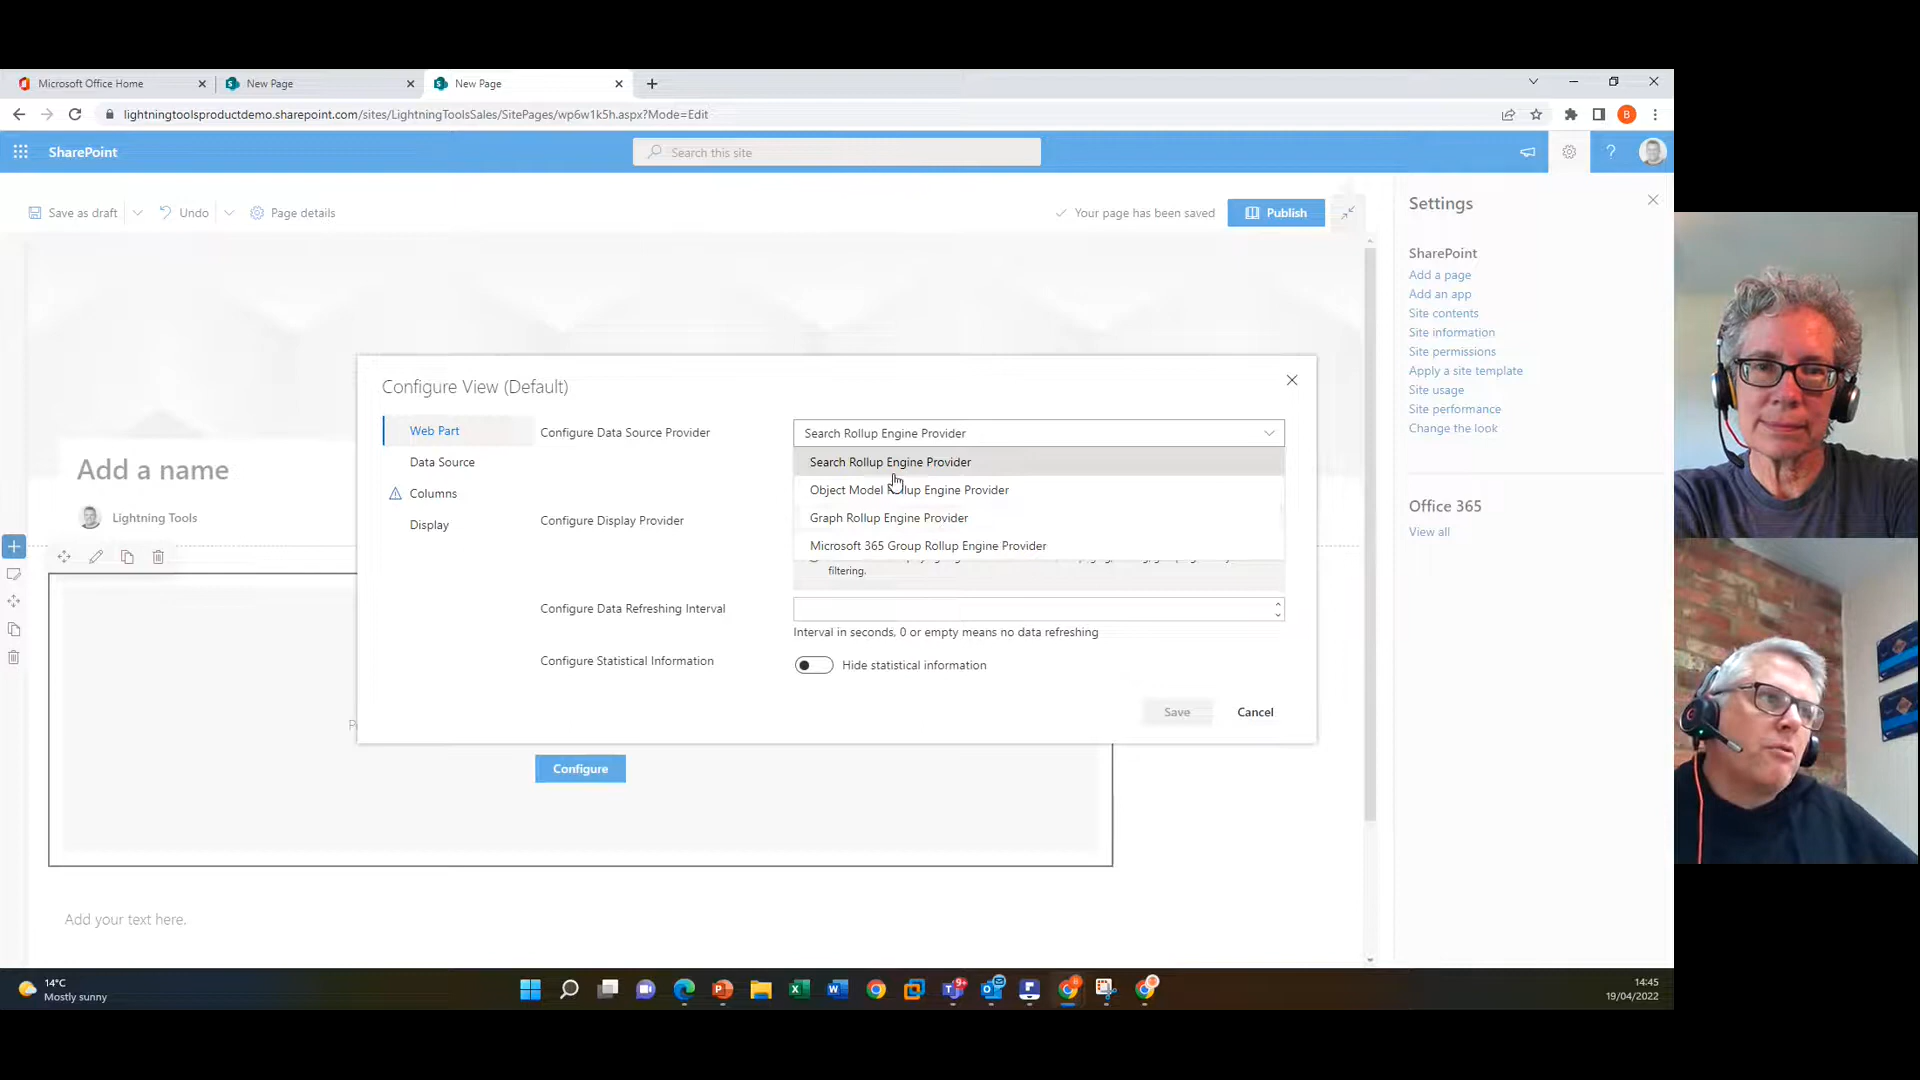 Microsoft Office Home
New Page
New Page
lightningtoolsproductdemo.sharepoint.com/sites/LightningToolsSales/SitePages/wp6w1k5h.aspx?Mode=Edit
B
SharePoint
Search this site
Save as draft
Undo
Page details
Your page has been saved
Publish
Settings
SharePoint
Add a page
Add an app
Site contents
Site information
Site permissions
Apply a site template
Site usage
Site performance
Change the look
Office 365
View all
Configure View (Default)
Web Part
Data Source
Columns
Display
Configure Data Source Provider
Search Rollup Engine Provider
Search Rollup Engine Provider
Object Model Rollup Engine Provider
Graph Rollup Engine Provider
Microsoft 365 Group Rollup Engine Provider
Configure Display Provider
filtering.
Configure Data Refreshing Interval
Interval in seconds, 0 or empty means no data refreshing
Configure Statistical Information
Hide statistical information
Save
Cancel
Add a name
Lightning Tools
Configure
Add your text here.
14°C
Mostly sunny
14:45
19/04/2022